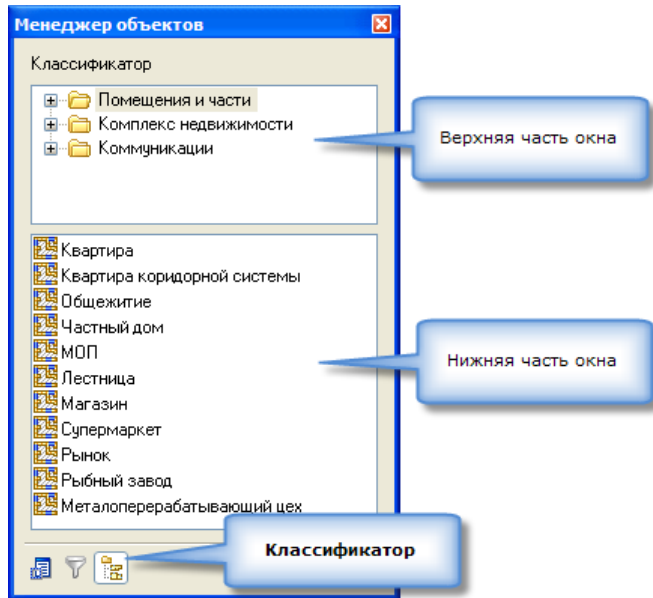 Менеджер объектов
Классификатор
Помещения и части
Комплекс недвижимости
Коммуникации
Верхняя часть окна
Квартира
Квартира коридорной системы
Общежитие
Частный дом
МОП
Лестница
Магазин
Супермаркет
Рынок
Рыбный завод
Металоперерабатывающий цех
Нижняя часть окна
Классификатор